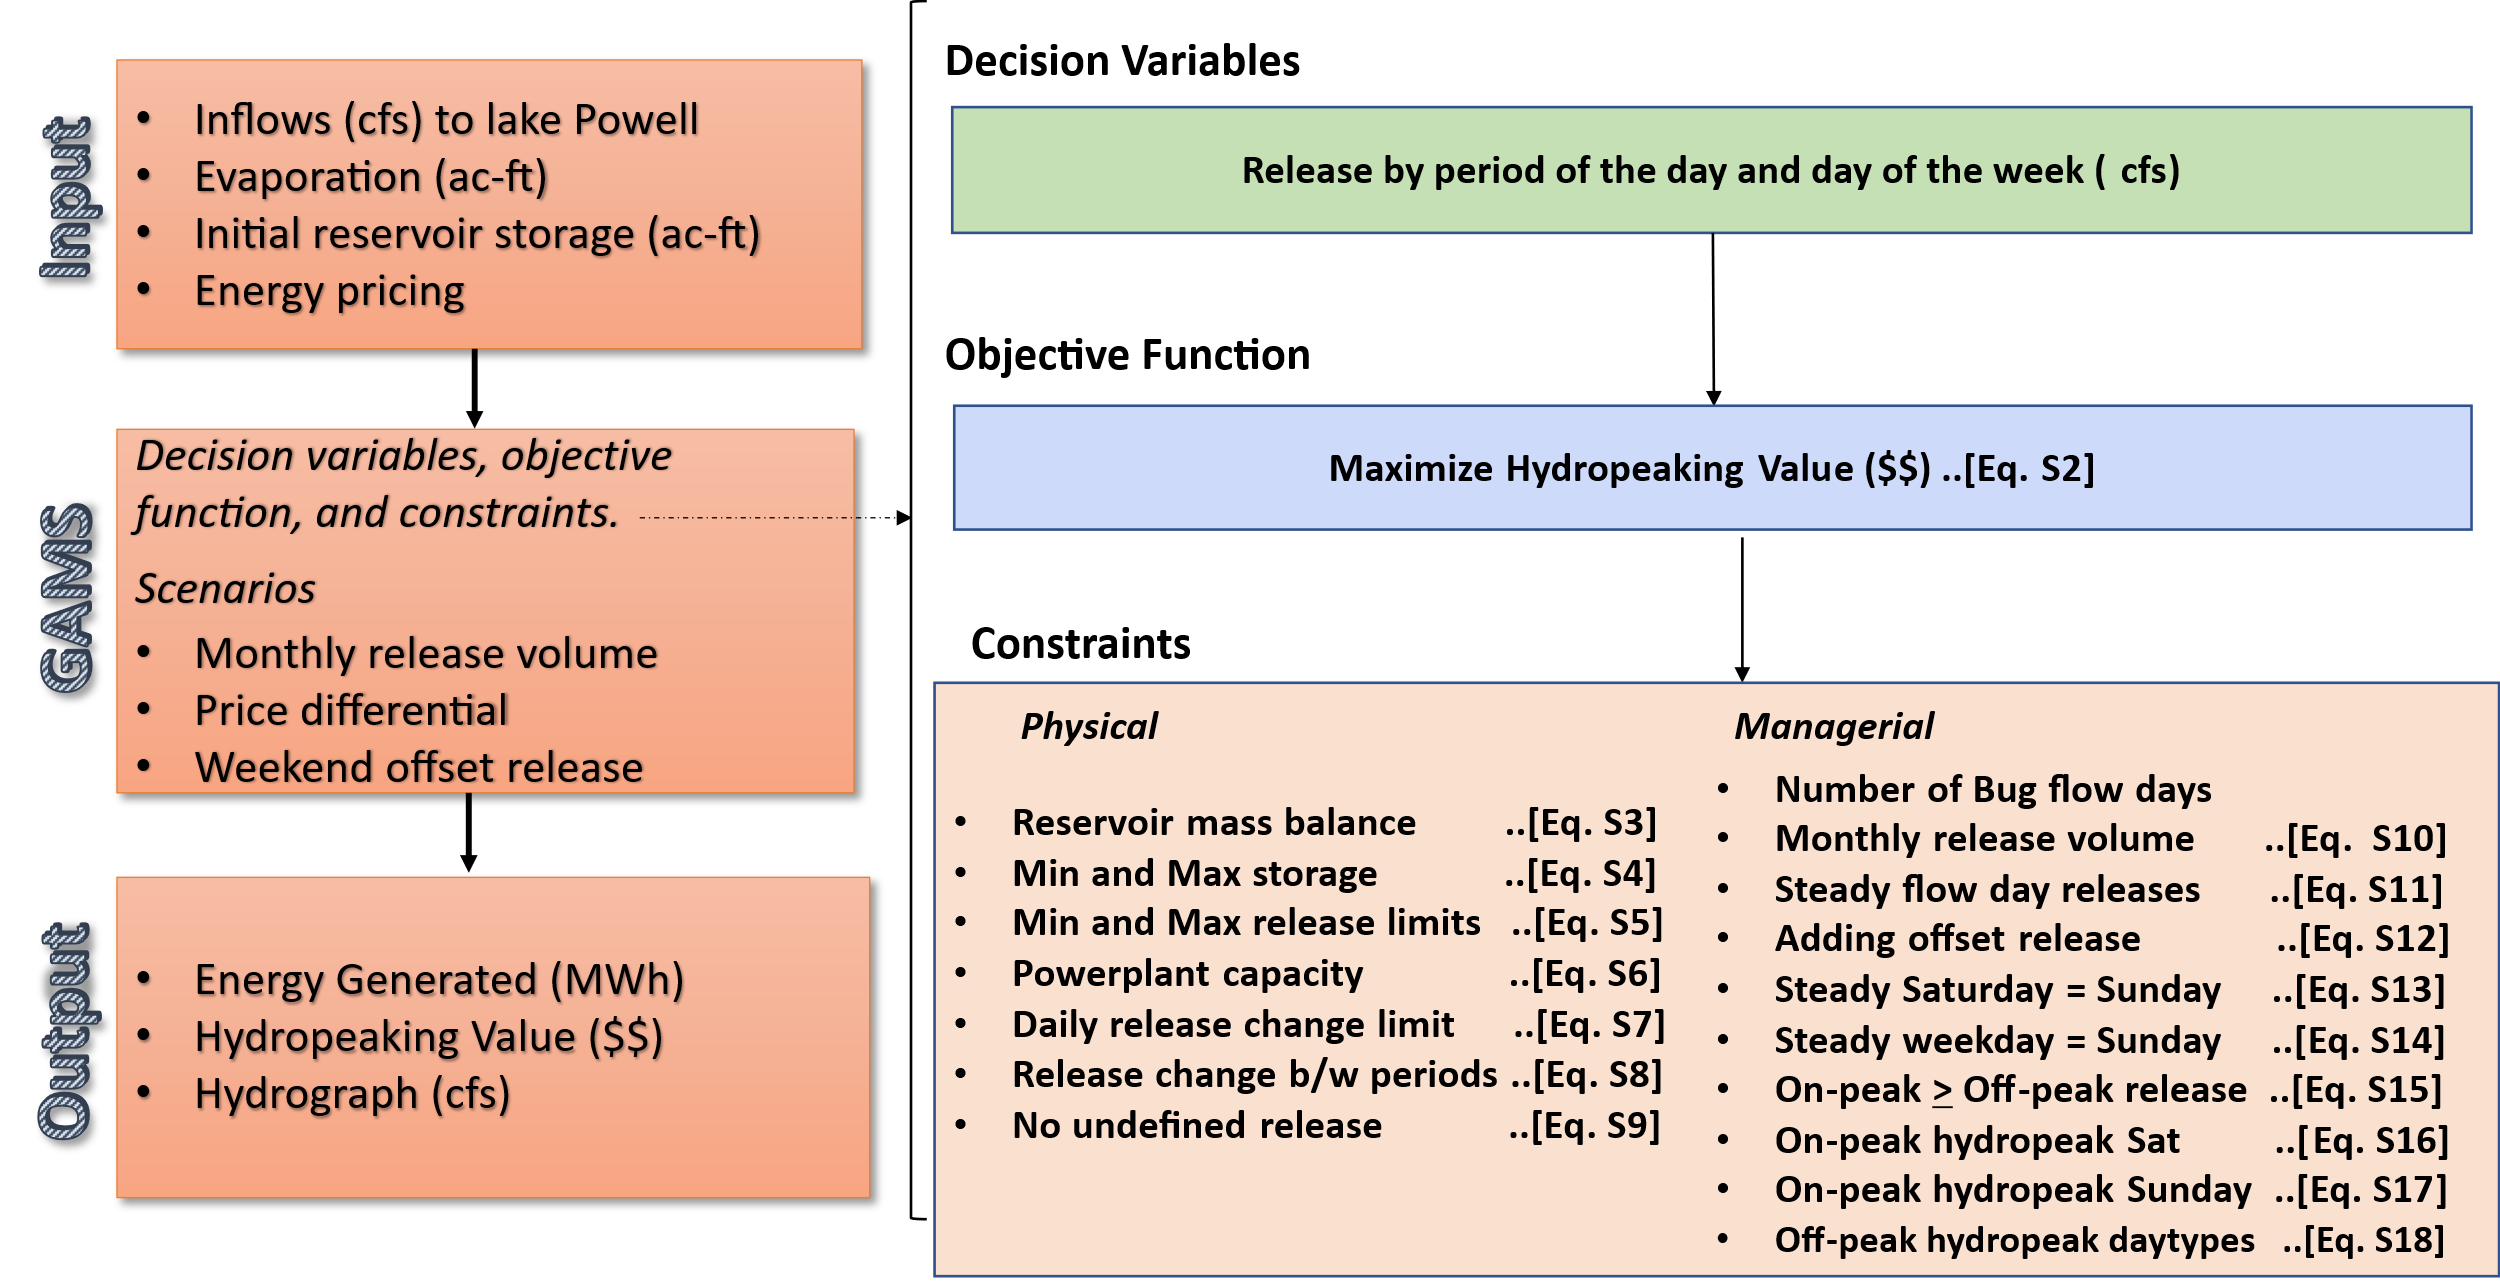 Input
• Inflows (cfs) to lake Powell
• Evaporation (ac-ft)
• Initial reservoir storage (ac-ft)
• Energy pricing
GAMS
Decision variables, objective
function, and constraints.
Scenarios
• Monthly release volume
• Price differential
• Weekend offset release
Output
• Energy Generated (MWh)
• Hydropeaking Value ($$)
• Hydrograph (cfs)
Decision Variables
Release by period of the day and day of the week ( cfs)
Objective Function
Maximize Hydropeaking Value ($$) ..[Eq. S2]
Constraints
Physical
• Reservoir mass balance ..[Eq. S3]
• Min and Max storage ..[Eq. S4]
• Min and Max release limits ..[Eq. S5]
• Powerplant capacity ..[Eq. S6]
• Daily release change limit ..[Eq. S7]
• Release change b/w periods ..[Eq. S8]
• No undefined release ..[Eq. S9]
Managerial
• Number of Bug flow days
• Monthly release volume ..[Eq. S10]
• Steady flow day releases ..[Eq. S11]
• Adding offset release ..[Eq. S12]
• Steady Saturday = Sunday ..[Eq. S13]
• Steady weekday = Sunday ..[Eq. S14]
• On-peak ≥ Off-peak release ..[Eq. S15]
• On-peak hydropeak Sat ..[Eq. S16]
• On-peak hydropeak Sunday ..[Eq. S17]
• Off-peak hydropeak daytypes ..[Eq. S18]